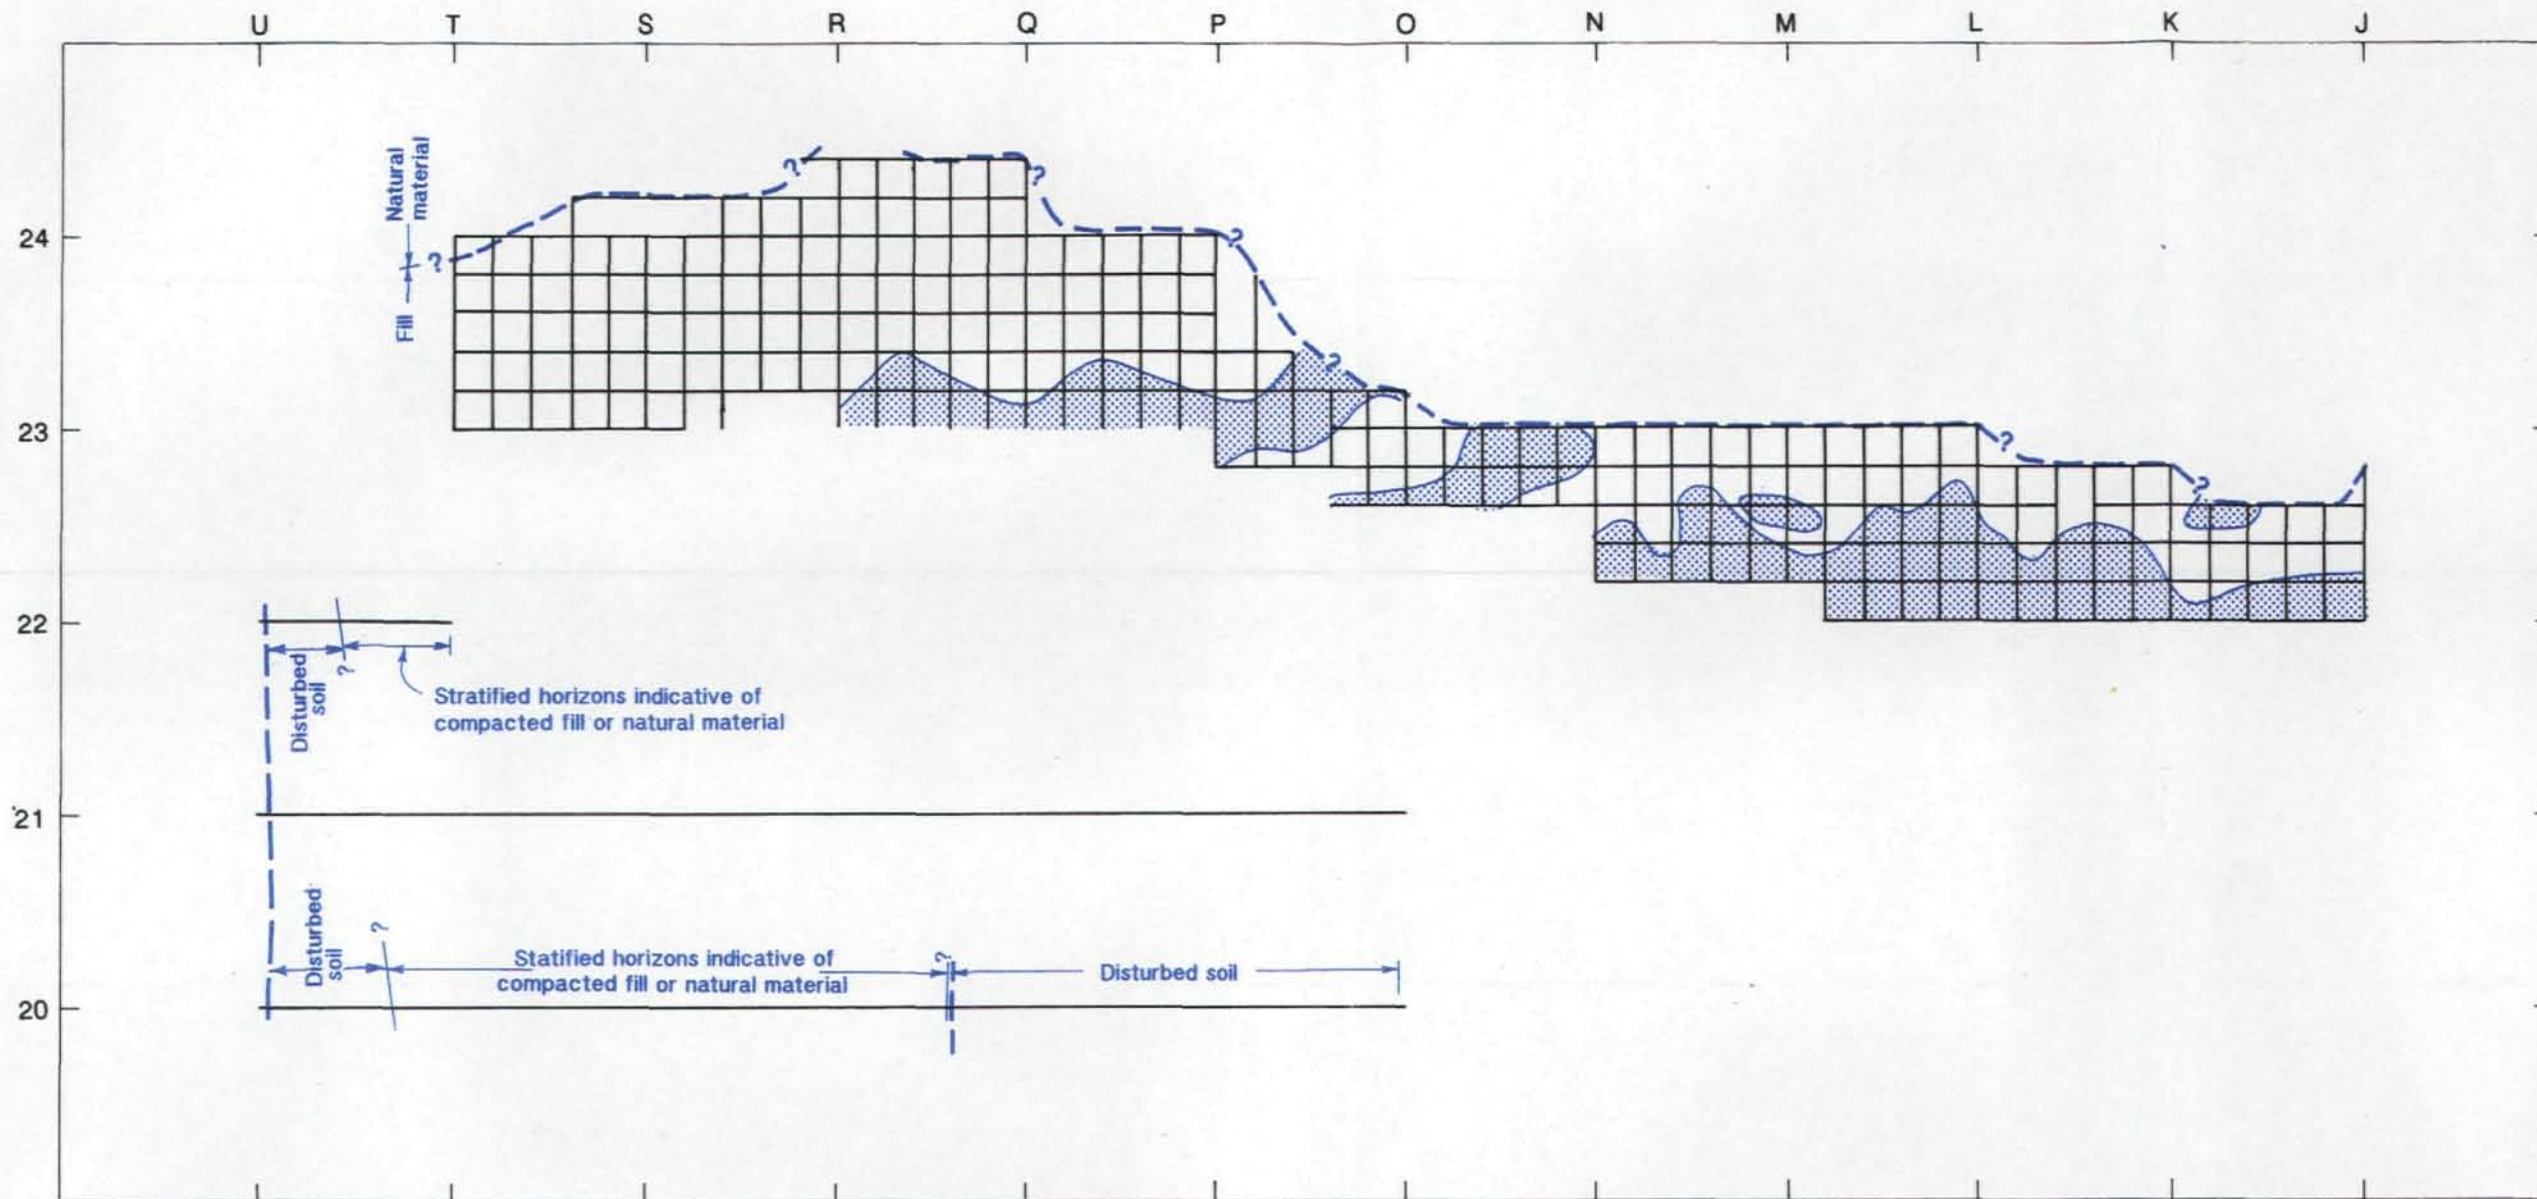 U T S R Q P O N M L K J
Natural
material
?
Fill
? ? ? ? ? ? ?
24
23
22
21
20
Disturbed
soil
?
Stratified horizons indicative of
compacted fill or natural material
Disturbed
soil
?
Statified horizons indicative of
compacted fill or natural material
?
Disturbed soil